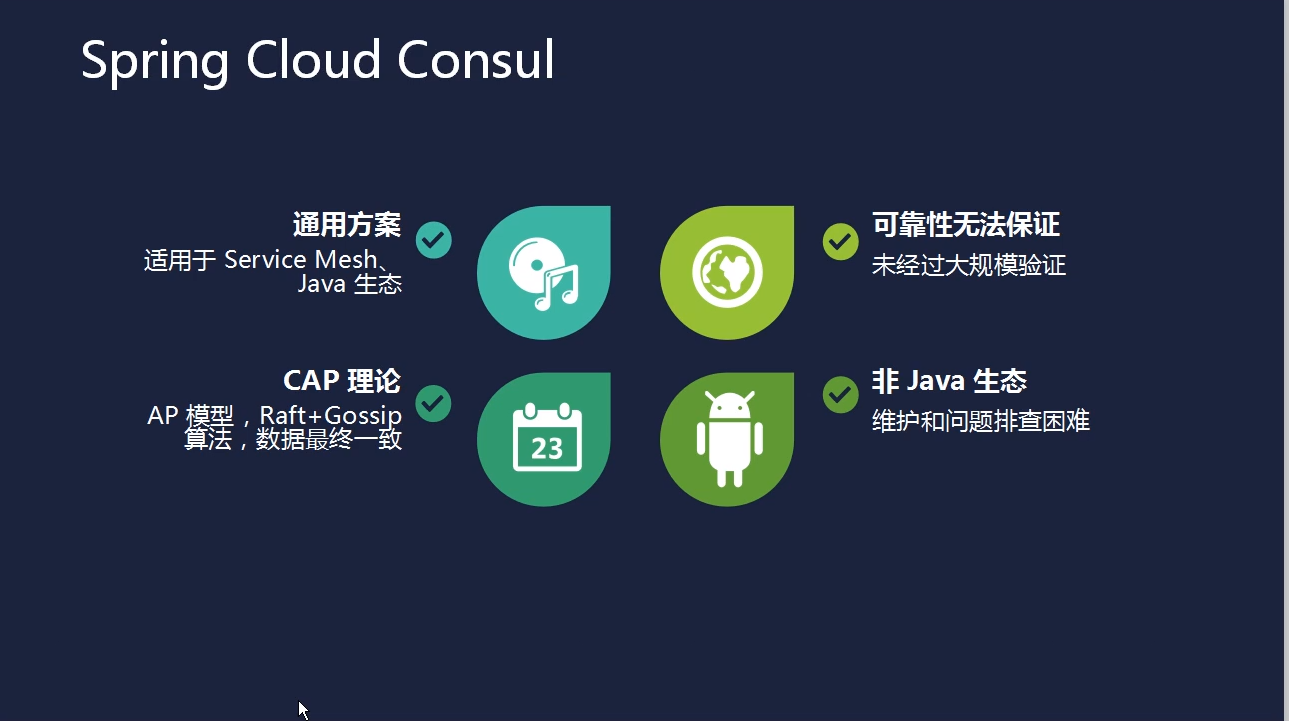 Spring Cloud Consul
通用方案
适用于 Service Mesh、
Java 生态
可靠性无法保证
未经过大规模验证
CAP 理论
AP 模型，Raft+Gossip
算法，数据最终一致
23
非 Java 生态
维护和问题排查困难